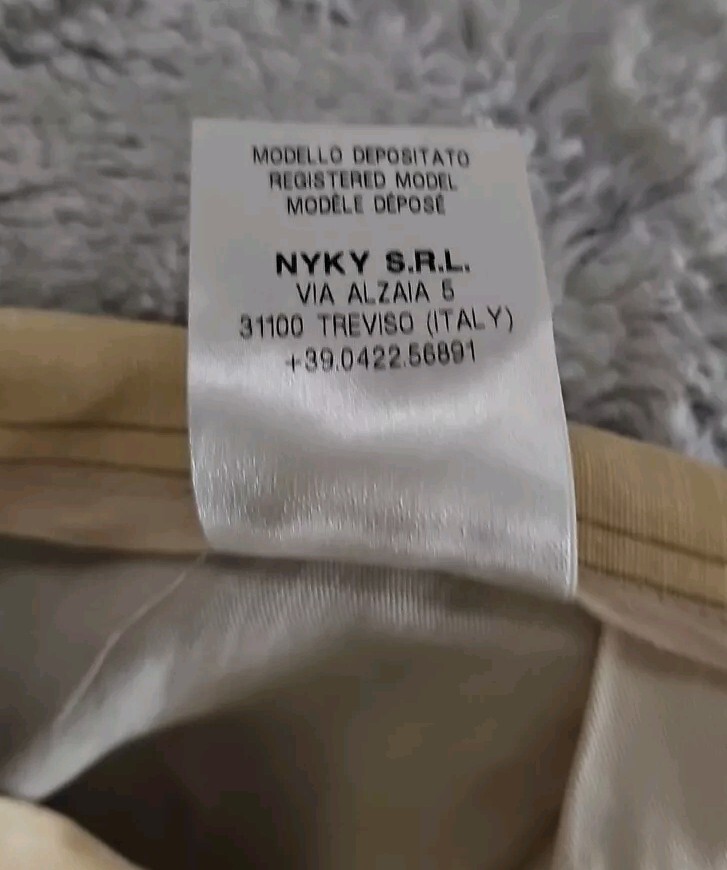 MODELLO DEPOSITATO
REGISTERED MODEL
MODÈLE DÉPOSÉ
NYKY S.R.L.
VIA ALZAIA 5
31100 TREVISO (ITALY)
+39.0422.56891